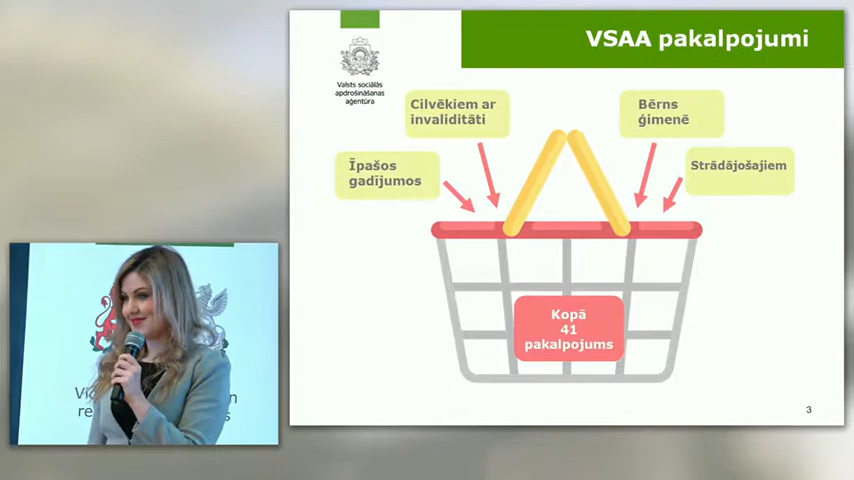 VSAA pakalpojumi
Valsts sociālās
apdrošināšanas
aģentūra
Cilvēkiem ar
invaliditāti
Bērns
ģimenē
Īpašos
gadījumos
Strādājošajiem
Kopā
41
pakalpojums
3